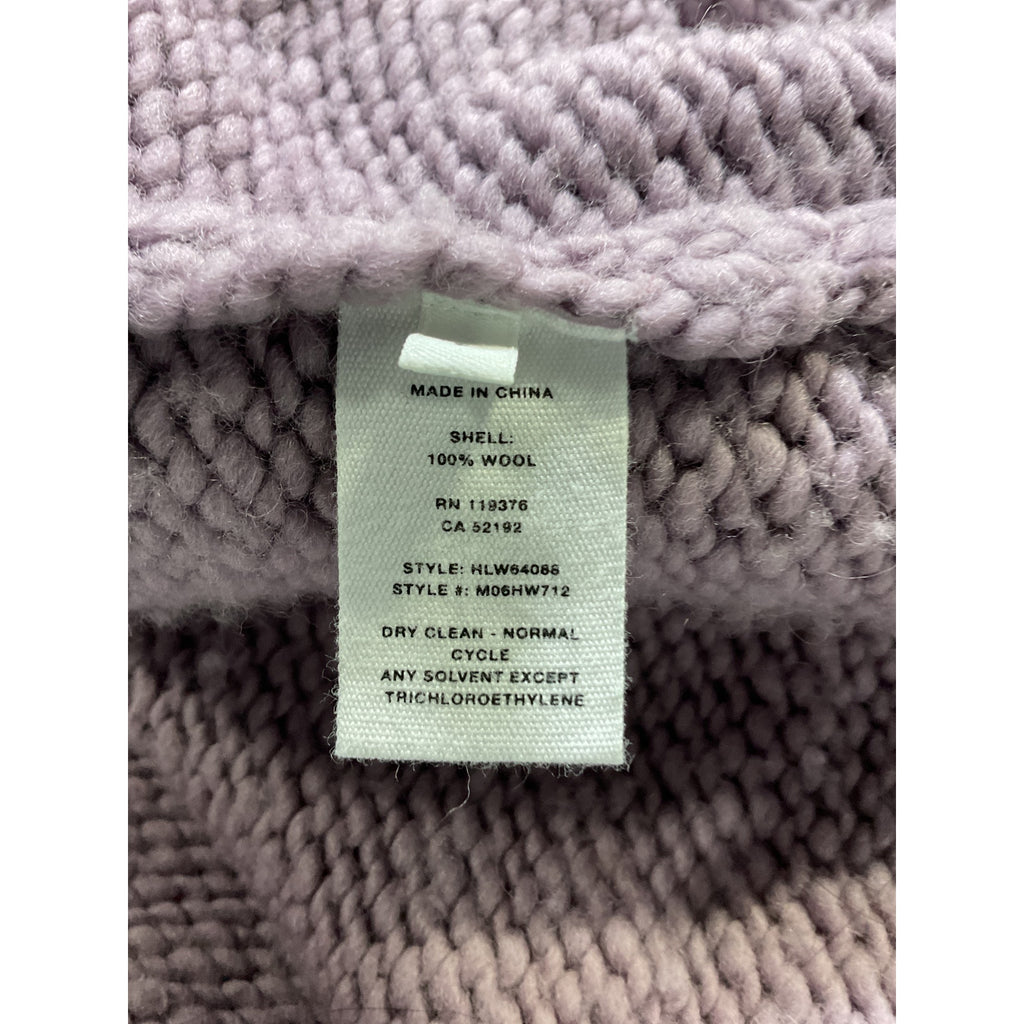 MADE IN CHINA
SHELL:
100% WOOL
RN 119376
CA 52192
STYLE: HLW64088
STYLE #: M06HW712
DRY CLEAN - NORMAL
CYCLE
ANY SOLVENT EXCEPT
TRICHLOROETHYLENE